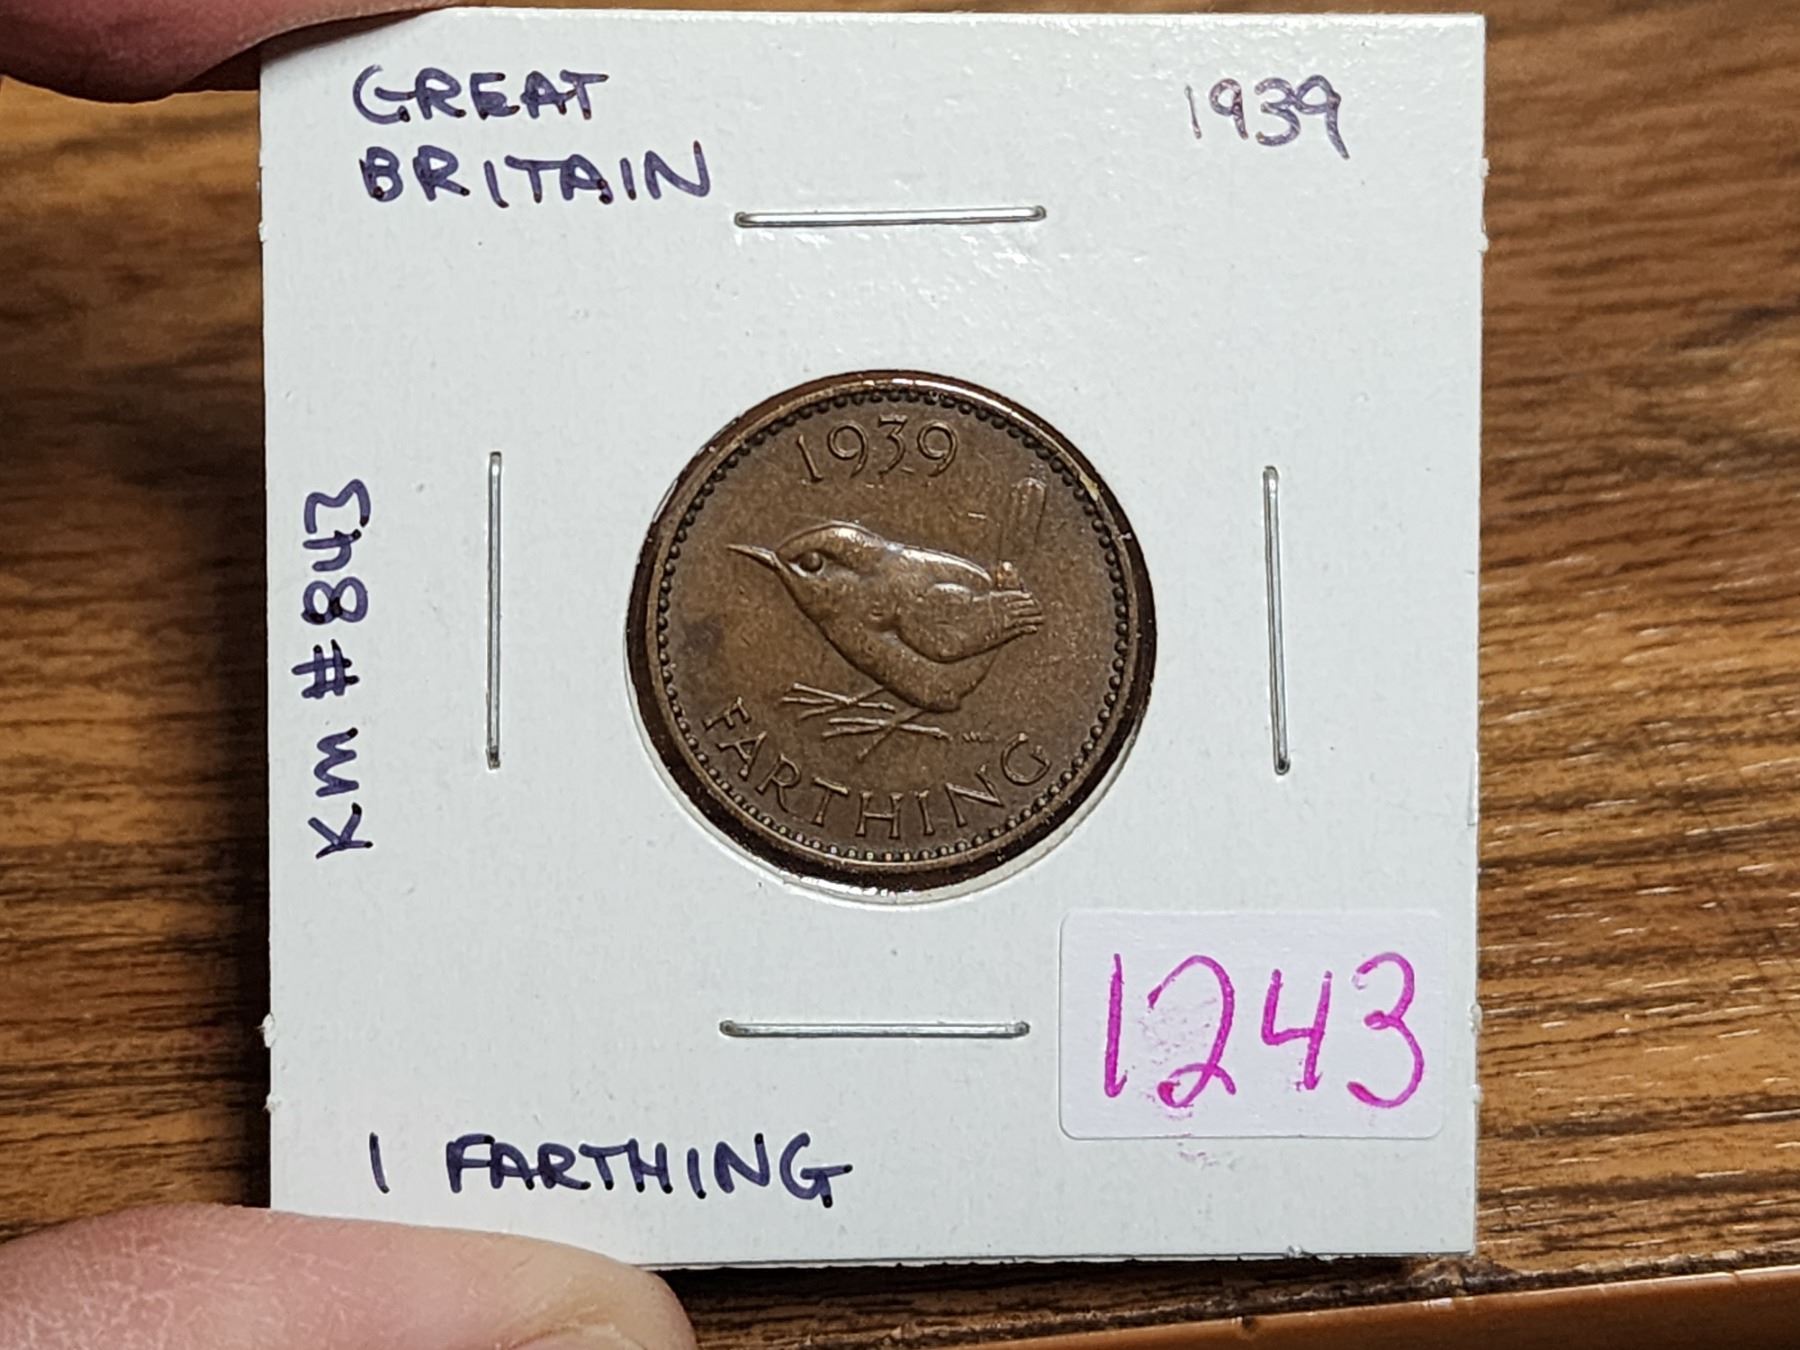 GREAT
BRITAIN
1939
KM #843
1939
FARTHING
1243
1 FARTHING